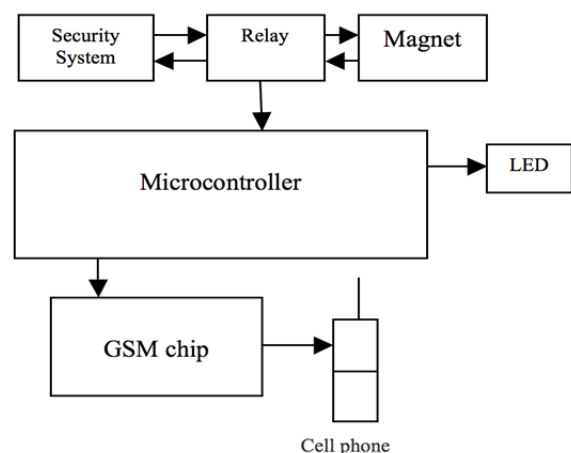 Security
System
Relay
Magnet
Microcontroller
LED
GSM chip
Cell phone